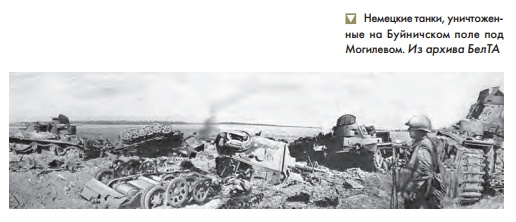 Немецкие танки, уничтожен-
ные на Буйничском поле под
Могилевом. Из архива БелТА